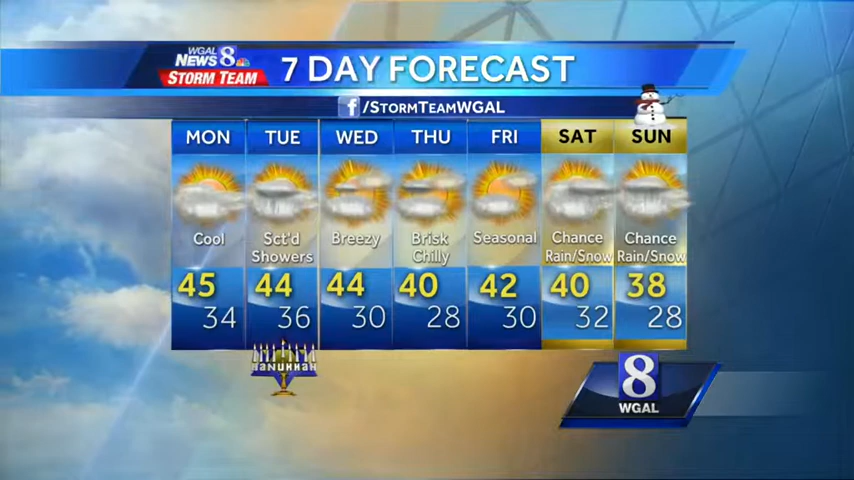 WGAL
NEWS 8
STORM TEAM
7 DAY FORECAST
f/STORMTEAMWGAL
MON TUE WED THU FRI SAT SUN
Cool Sct'd Breezy Brisk Seasonal Chance Chance
Showers Chilly Rain/Snow Rain/Snow
45 44 44 40 42 40 38
34 36 30 28 30 32 28
HANUKKAH
8
WGAL